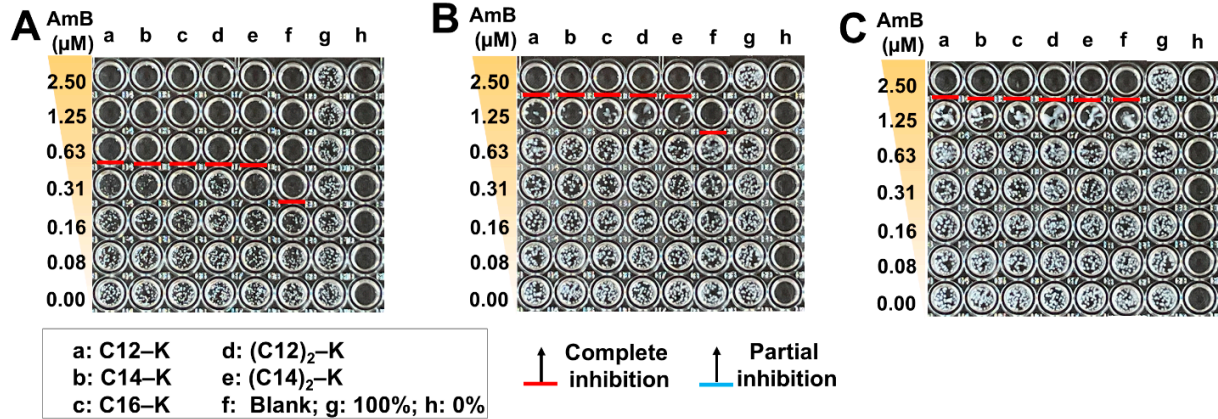 A
AmB
(µM)
a b c d e f g h
2.50
1.25
0.63
0.31
0.16
0.08
0.00
B
AmB
(µM)
a b c d e f g h
2.50
1.25
0.63
0.31
0.16
0.08
0.00
C
AmB
(µM)
a b c d e f g h
2.50
1.25
0.63
0.31
0.16
0.08
0.00
a: C12–K d: (C12)₂–K
b: C14–K e: (C14)₂–K
c: C16–K f: Blank; g: 100%; h: 0%
Complete
inhibition
Partial
inhibition